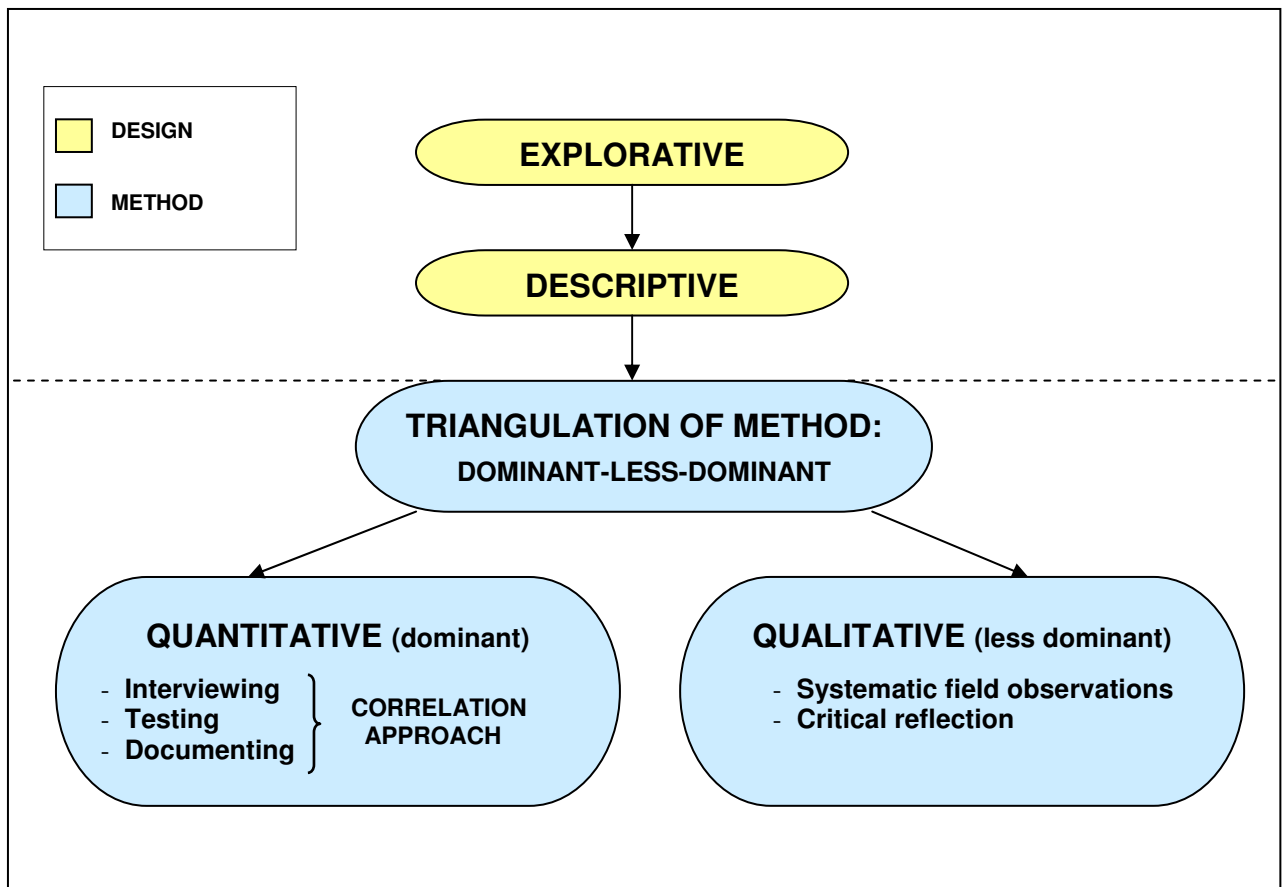 DESIGN
METHOD
EXPLORATIVE
DESCRIPTIVE
TRIANGULATION OF METHOD:
DOMINANT-LESS-DOMINANT
QUANTITATIVE (dominant)
- Interviewing
- Testing
- Documenting
CORRELATION
APPROACH
QUALITATIVE (less dominant)
- Systematic field observations
- Critical reflection